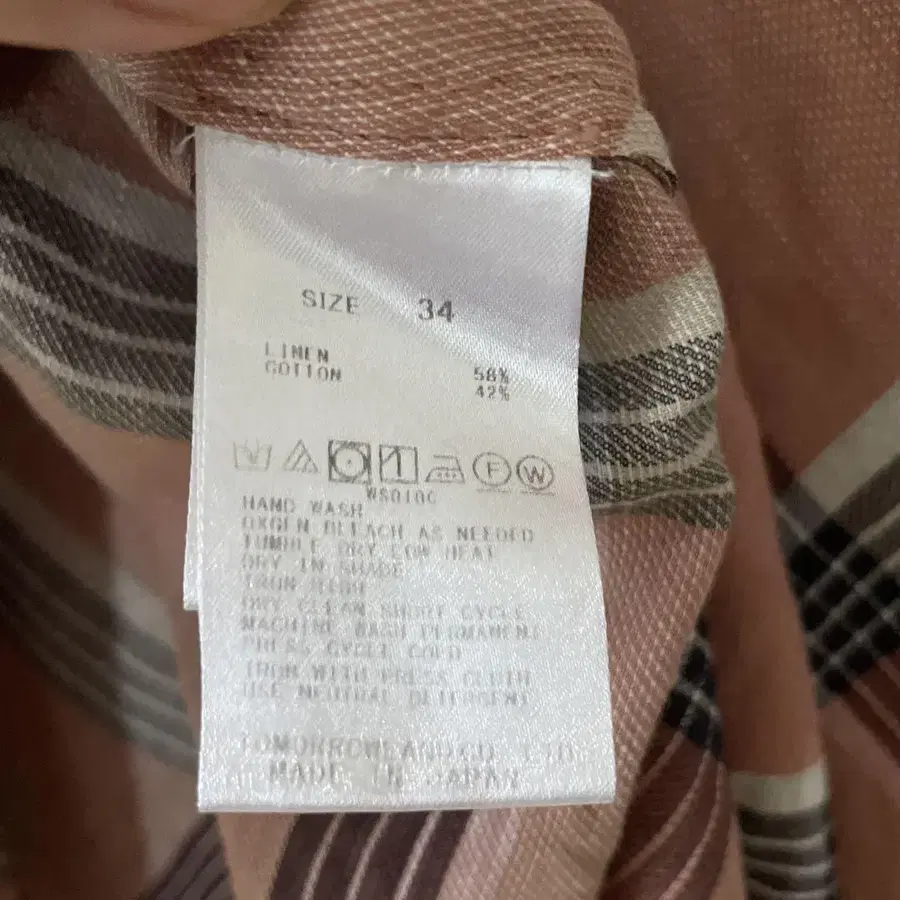 SIZE 34
LINEN
COTTON
58%
42%
F W
WS010C
HAND WASH
OXGEN BLEACH AS NEEDED
TUMBLE DRY LOW HEAT
DRY IN SHADE
IRON HIGH
DRY CLEAN SHORT CYCLE
MACHINE WASH PERMANENT
PRESS CYCLE COLD
IRON WITH PRESS CLOTH
USE NEUTRAL DETERGENT
TOMORROWLAND CO LTD
MADE IN JAPAN